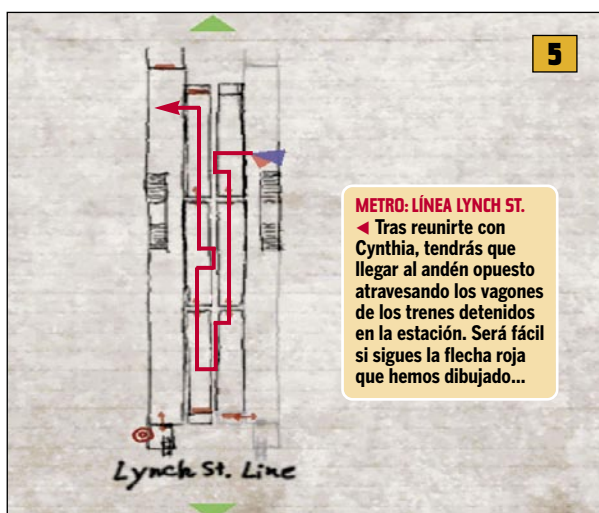 5
METRO: LÍNEA LYNCH ST.
◄ Tras reunirte con
Cynthia, tendrás que
llegar al andén opuesto
atravesando los vagones
de los trenes detenidos
en la estación. Será fácil
si sigues la flecha roja
que hemos dibujado...
Lynch St. Line